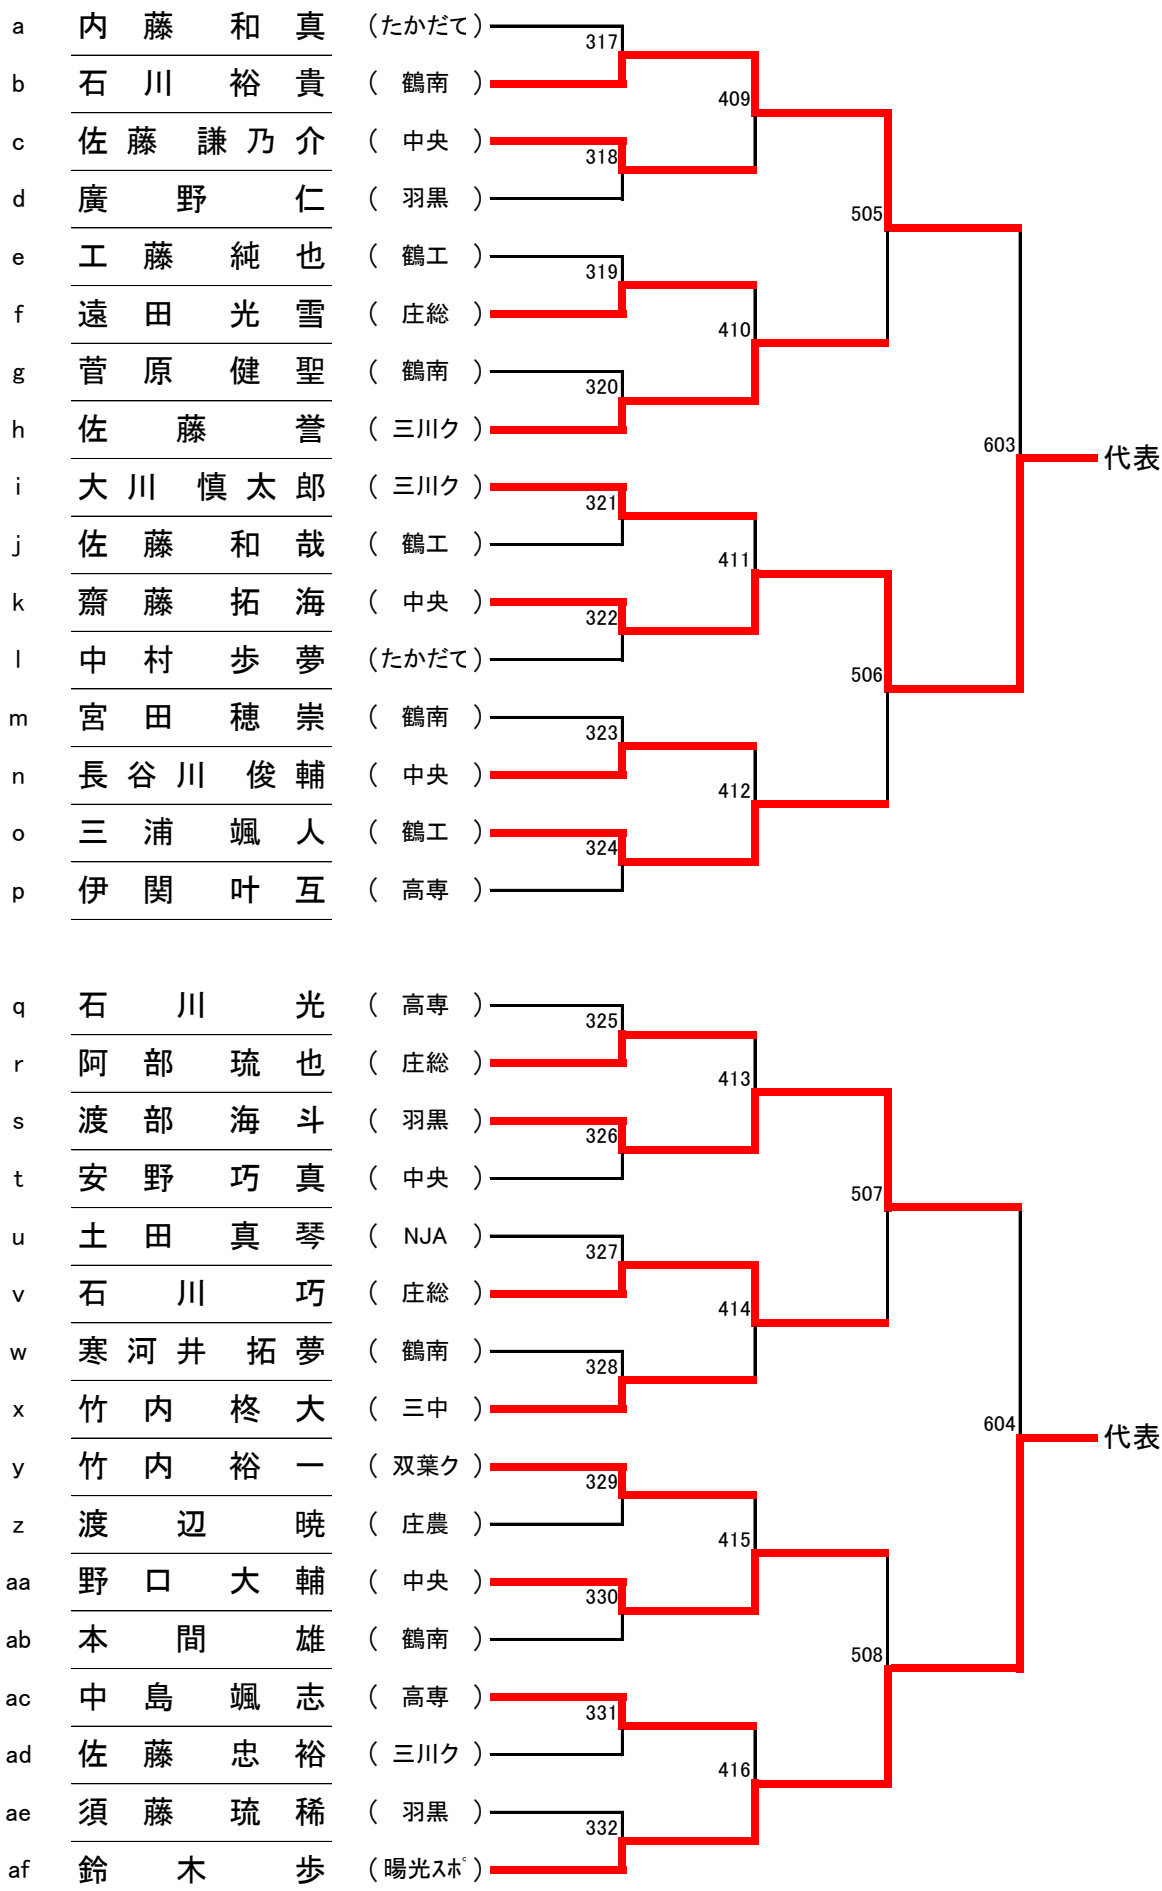 a 内藤 和真 (たかだて)
317
b 石川 裕貴 ( 鶴南 )
409
c 佐藤 謙乃介 ( 中央 )
318
d 廣野 仁 ( 羽黒 )
505
e 工藤 純也 ( 鶴工 )
319
f 遠田 光雪 ( 庄総 )
410
g 菅原 健聖 ( 鶴南 )
320
h 佐藤 誉 ( 三川ク )
603 代表
i 大川 慎太郎 ( 三川ク )
321
j 佐藤 和哉 ( 鶴工 )
411
k 齋藤 拓海 ( 中央 )
322
l 中村 歩夢 (たかだて)
506
m 宮田 穂崇 ( 鶴南 )
323
n 長谷川 俊輔 ( 中央 )
412
o 三浦 颯人 ( 鶴工 )
324
p 伊関 叶互 ( 高専 )
q 石川 光 ( 高専 )
325
r 阿部 琉也 ( 庄総 )
413
s 渡部 海斗 ( 羽黒 )
326
t 安野 巧真 ( 中央 )
507
u 土田 真琴 ( NJA )
327
v 石川 巧 ( 庄総 )
414
w 寒河井 拓夢 ( 鶴南 )
328
x 竹内 柊大 ( 三中 )
604 代表
y 竹内 裕一 ( 双葉ク )
329
z 渡辺 暁 ( 庄農 )
415
aa 野口 大輔 ( 中央 )
330
ab 本間 雄 ( 鶴南 )
508
ac 中島 颯志 ( 高専 )
331
ad 佐藤 忠裕 ( 三川ク )
416
ae 須藤 琉稀 ( 羽黒 )
332
af 鈴木 歩 (暘光ｽﾎﾟ)